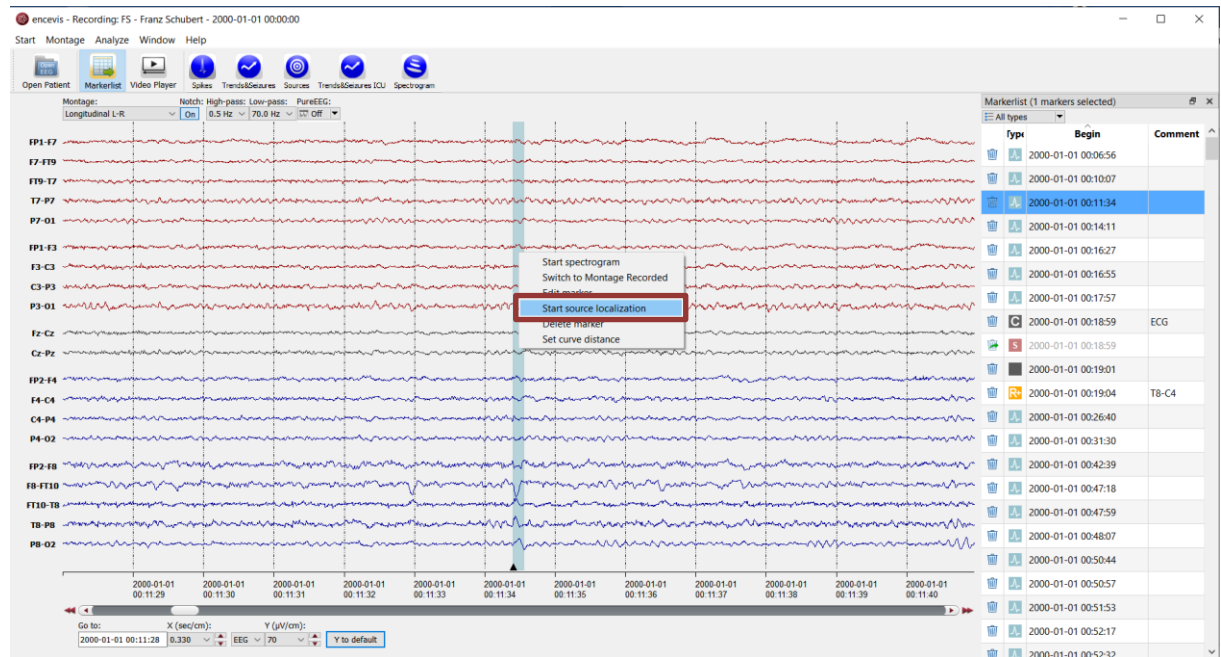 encevis - Recording: FS - Franz Schubert - 2000-01-01 00:00:00
Start Montage Analyze Window Help
Open EEG
Open Patient Markerlist Video Player Spikes Trends&Seizures Sources Trends&Seizures ICU Spectrogram
Montage: Notch: High-pass: Low-pass: PureEEG:
Longitudinal L-R On 0.5 Hz 70.0 Hz Off
FP1-F7
F7-FT9
FT9-T7
T7-P7
P7-O1
FP1-F3
F3-C3
C3-P3
P3-O1
Fz-Cz
Cz-Pz
FP2-F4
F4-C4
C4-P4
P4-O2
FP2-F8
F8-FT10
FT10-T8
T8-P8
P8-O2
Start spectrogram
Switch to Montage Recorded
Edit marker
Start source localization
Delete marker
Set curve distance
2000-01-01 2000-01-01 2000-01-01 2000-01-01 2000-01-01 2000-01-01 2000-01-01 2000-01-01 2000-01-01 2000-01-01 2000-01-01 2000-01-01
00:11:29 00:11:30 00:11:31 00:11:32 00:11:33 00:11:34 00:11:35 00:11:36 00:11:37 00:11:38 00:11:39 00:11:40
Go to: X (sec/cm): Y (µV/cm):
2000-01-01 00:11:28 0.330 EEG 70 Y to default
Markerlist (1 markers selected)
All types
Type Begin Comment
2000-01-01 00:06:56
2000-01-01 00:10:07
2000-01-01 00:11:34
2000-01-01 00:14:11
2000-01-01 00:16:27
2000-01-01 00:16:55
2000-01-01 00:17:57
C 2000-01-01 00:18:59 ECG
S 2000-01-01 00:18:59
2000-01-01 00:19:01
2000-01-01 00:19:04 T8-C4
2000-01-01 00:26:40
2000-01-01 00:31:30
2000-01-01 00:42:39
2000-01-01 00:47:18
2000-01-01 00:47:59
2000-01-01 00:48:07
2000-01-01 00:50:44
2000-01-01 00:50:57
2000-01-01 00:51:53
2000-01-01 00:52:17
2000-01-01 00:52:32